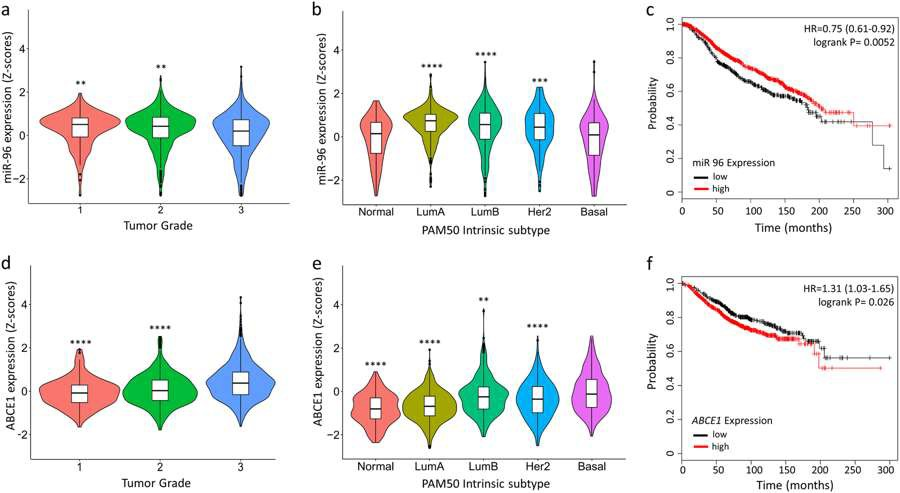 a
miR-96 expression (Z-scores)
4
2
0
−2
**
**
1
2
3
Tumor Grade
b
miR-96 expression (Z-scores)
4
2
0
−2
****
****
***
Normal
LumA
LumB
Her2
Basal
PAM50 Intrinsic subtype
c
HR=0.75 (0.61-0.92)
logrank P= 0.0052
Probability
1.0
0.8
0.6
0.4
0.2
0
miR 96 Expression
low
high
0 50 100 150 200 250 300
Time (months)
d
ABCE1 expression (Z-scores)
4
2
0
−2
****
****
1
2
3
Tumor Grade
e
ABCE1 expression (Z-scores)
4
2
0
−2
****
****
**
****
Normal
LumA
LumB
Her2
Basal
PAM50 Intrinsic subtype
f
HR=1.31 (1.03-1.65)
logrank P= 0.026
Probability
1.0
0.8
0.6
0.4
0.2
0
ABCE1 Expression
low
high
0 50 100 150 200 250 300
Time (months)